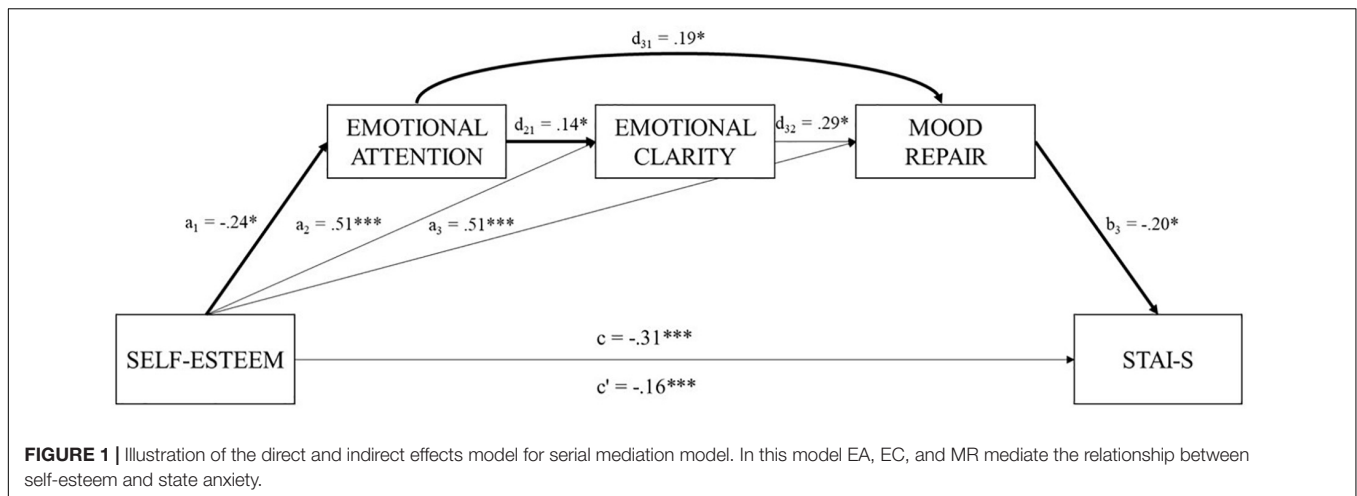 d31 = .19*
EMOTIONAL
ATTENTION
d21 = .14*
EMOTIONAL
CLARITY
d32 = .29*
MOOD
REPAIR
a1 = -.24*
a2 = .51***
a3 = .51***
b3 = -.20*
SELF-ESTEEM
c = -.31***
c' = -.16***
STAI-S
FIGURE 1 | Illustration of the direct and indirect effects model for serial mediation model. In this model EA, EC, and MR mediate the relationship between
self-esteem and state anxiety.